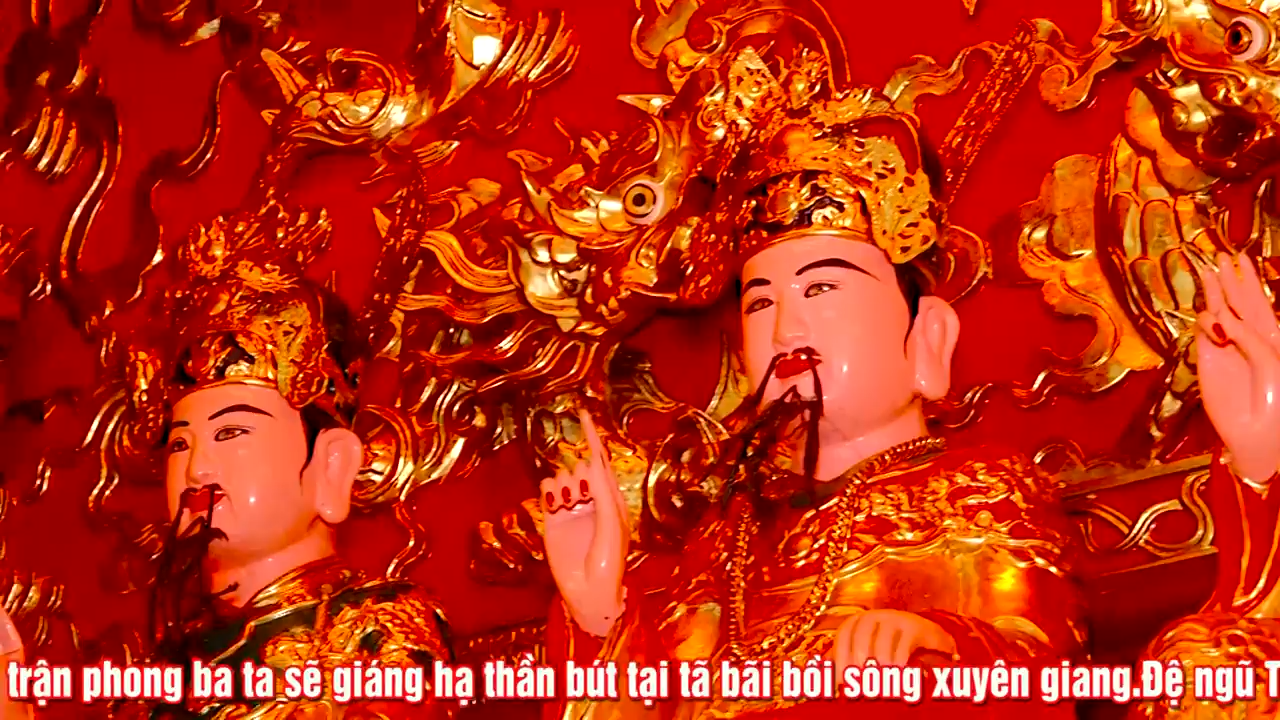 trận phong ba ta sẽ giáng hạ thần bút tại tã bãi bồi sông xuyên giang.Đệ ngũ T